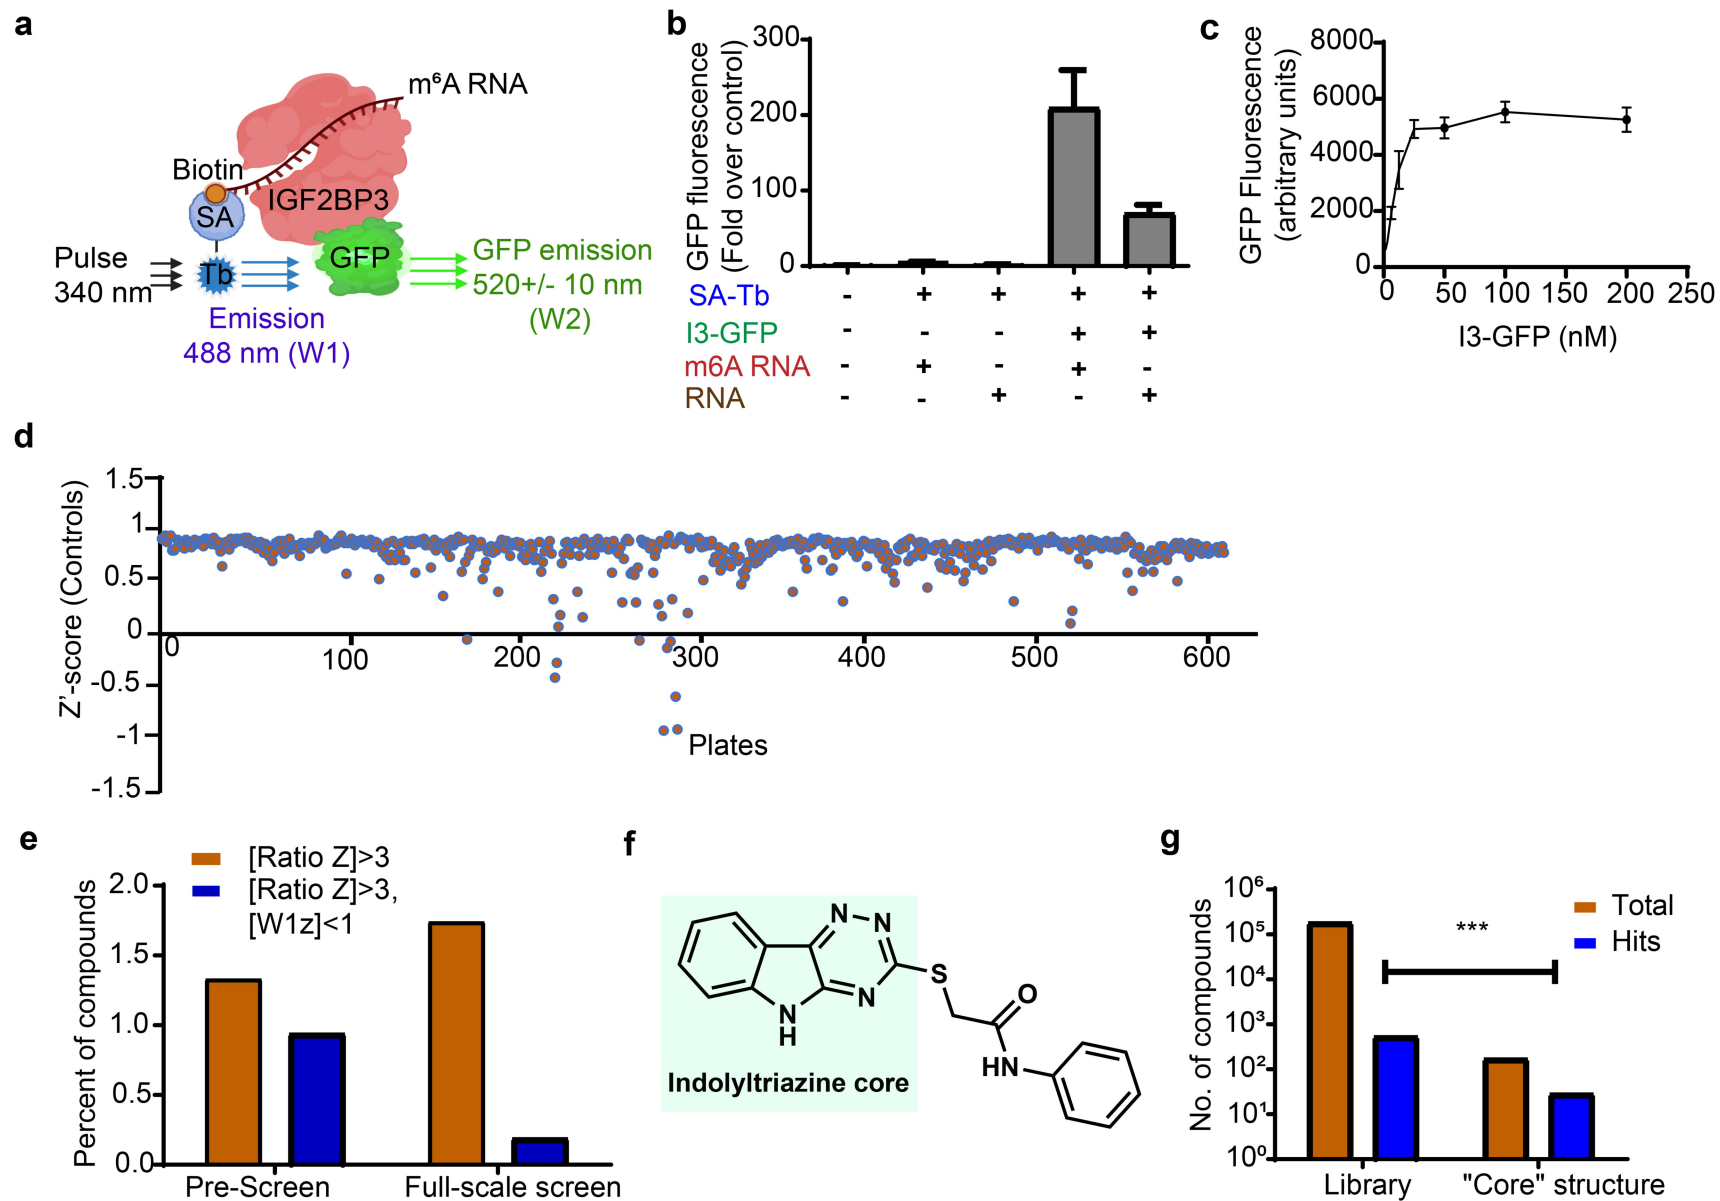 a
m⁶A RNA
Biotin
SA
IGF2BP3
Pulse
340 nm
Tb
GFP
GFP emission
520+/- 10 nm
(W2)
Emission
488 nm (W1)
b
GFP fluorescence
(Fold over control)
300
200
100
0
SA-Tb - + + + +
I3-GFP - - - + +
m6A RNA - + - + -
RNA - - + - +
c
GFP Fluorescence
(arbitrary units)
8000
6000
4000
2000
0
0 50 100 150 200 250
I3-GFP (nM)
d
Z’-score (Controls)
1.5
1
0.5
0
-0.5
-1
-1.5
0 100 200 300 400 500 600
Plates
e
[Ratio Z]>3
[Ratio Z]>3,
[W1z]<1
Percent of compounds
2.0
1.5
1.0
0.5
0.0
Pre-Screen Full-scale screen
f
N N
N
N
H
S
O
HN
Indolyltriazine core
g
No. of compounds
10⁶
10⁵
10⁴
10³
10²
10¹
10⁰
***
Total
Hits
Library "Core" structure